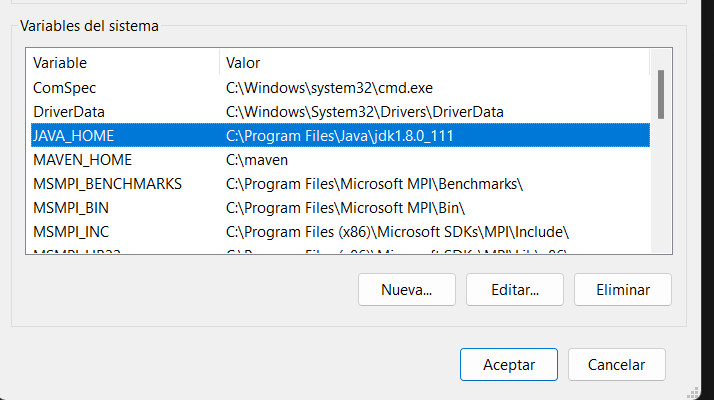 Variables del sistema
Variable Valor
ComSpec C:\Windows\system32\cmd.exe
DriverData C:\Windows\System32\Drivers\DriverData
JAVA_HOME C:\Program Files\Java\jdk1.8.0_111
MAVEN_HOME C:\maven
MSMPI_BENCHMARKS C:\Program Files\Microsoft MPI\Benchmarks\
MSMPI_BIN C:\Program Files\Microsoft MPI\Bin\
MSMPI_INC C:\Program Files (x86)\Microsoft SDKs\MPI\Include\
Nueva... Editar... Eliminar
Aceptar Cancelar